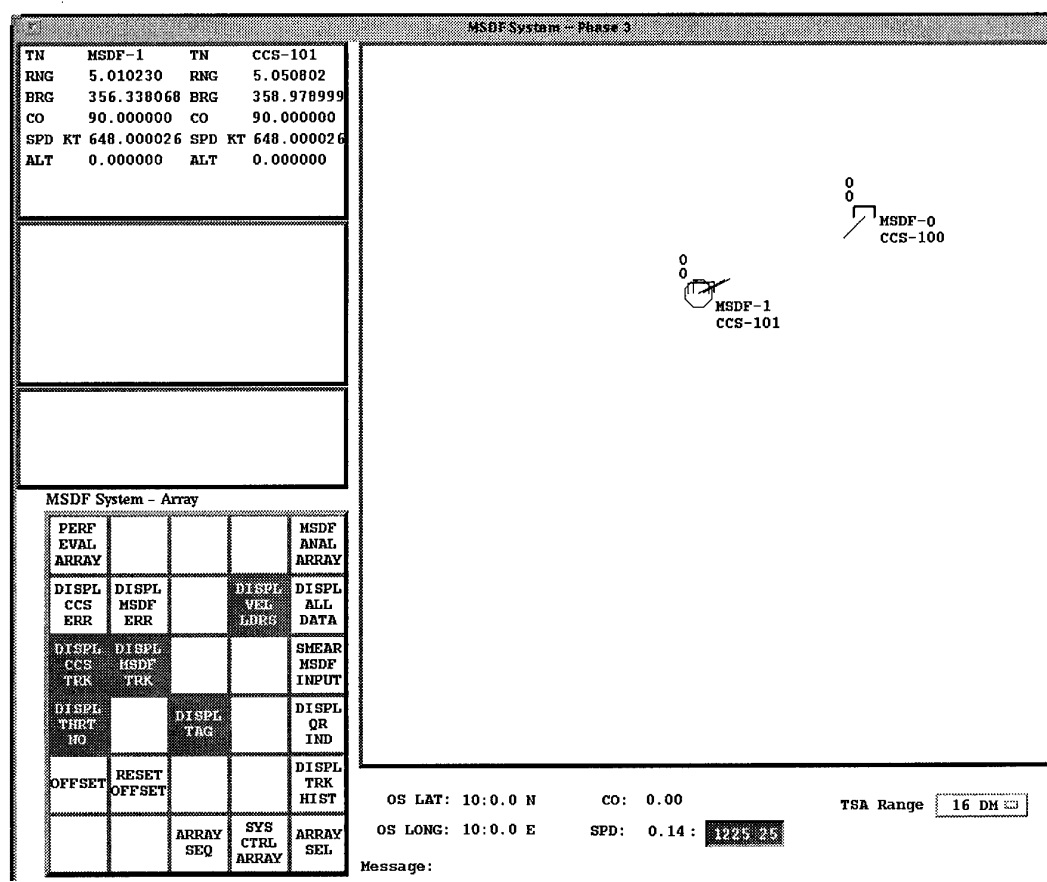 MSDF System – Phase 3
TN MSDF-1 TN CCS-101
RNG 5.010230 RNG 5.050802
BRG 356.338068 BRG 358.978999
CO 90.000000 CO 90.000000
SPD KT 648.000026 SPD KT 648.000026
ALT 0.000000 ALT 0.000000
0
0
MSDF-0
CCS-100
0
0
MSDF-1
CCS-101
MSDF System – Array
PERF EVAL ARRAY
MSDF ANAL ARRAY
DISPL CCS ERR
DISPL MSDF ERR
DISPL VEL LDRS
DISPL ALL DATA
DISPL CCS TRK
DISPL MSDF TRK
SMEAR MSDF INPUT
DISPL THRT NO
DISPL TAG
DISPL QR IND
OFFSET
RESET OFFSET
DISPL TRK HIST
ARRAY SEQ
SYS CTRL ARRAY
ARRAY SEL
OS LAT: 10:0.0 N CO: 0.00
TSA Range 16 DM
OS LONG: 10:0.0 E SPD: 0.14: 1225 25
Message: